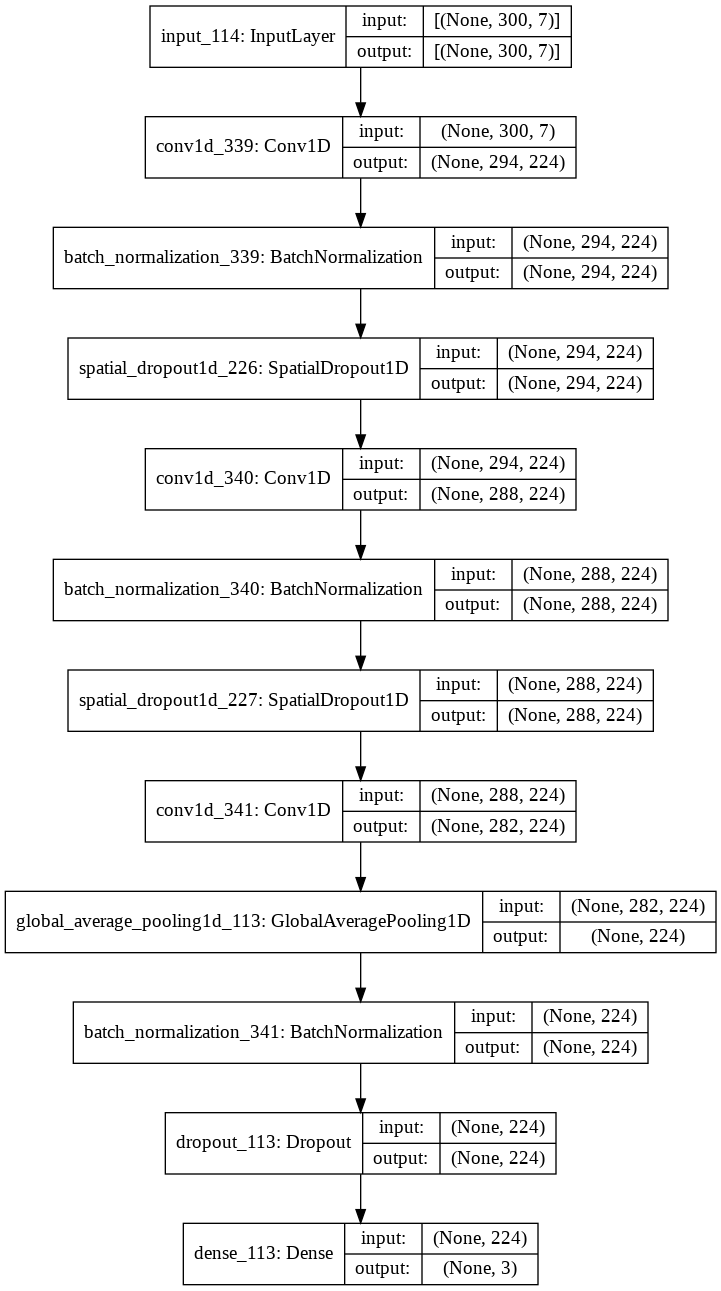 input_114: InputLayer
input:
[(None, 300, 7)]
output:
[(None, 300, 7)]
conv1d_339: Conv1D
input:
(None, 300, 7)
output:
(None, 294, 224)
batch_normalization_339: BatchNormalization
input:
(None, 294, 224)
output:
(None, 294, 224)
spatial_dropout1d_226: SpatialDropout1D
input:
(None, 294, 224)
output:
(None, 294, 224)
conv1d_340: Conv1D
input:
(None, 294, 224)
output:
(None, 288, 224)
batch_normalization_340: BatchNormalization
input:
(None, 288, 224)
output:
(None, 288, 224)
spatial_dropout1d_227: SpatialDropout1D
input:
(None, 288, 224)
output:
(None, 288, 224)
conv1d_341: Conv1D
input:
(None, 288, 224)
output:
(None, 282, 224)
global_average_pooling1d_113: GlobalAveragePooling1D
input:
(None, 282, 224)
output:
(None, 224)
batch_normalization_341: BatchNormalization
input:
(None, 224)
output:
(None, 224)
dropout_113: Dropout
input:
(None, 224)
output:
(None, 224)
dense_113: Dense
input:
(None, 224)
output:
(None, 3)